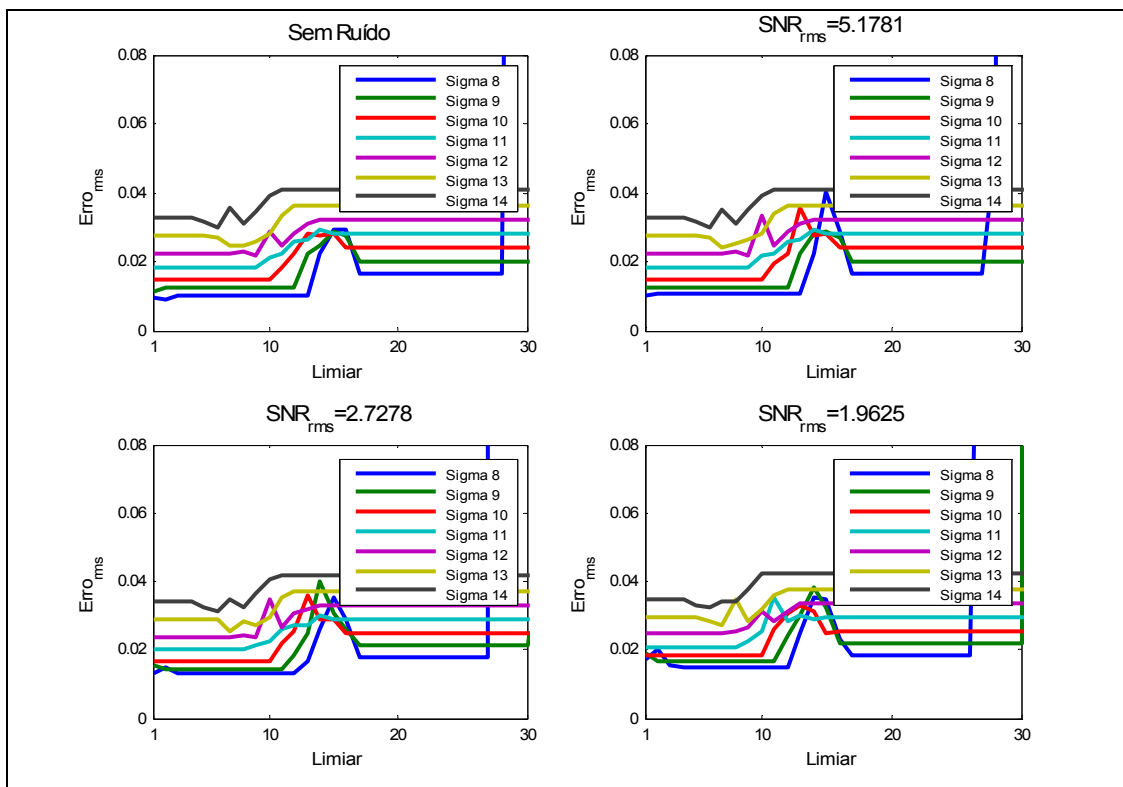 Sem Ruído
Erro_rms
0.08
0.06
0.04
0.02
0
Sigma 8
Sigma 9
Sigma 10
Sigma 11
Sigma 12
Sigma 13
Sigma 14
1
10
20
30
Limiar
SNR_rms=5.1781
Erro_rms
0.08
0.06
0.04
0.02
0
Sigma 8
Sigma 9
Sigma 10
Sigma 11
Sigma 12
Sigma 13
Sigma 14
1
10
20
30
Limiar
SNR_rms=2.7278
Erro_rms
0.08
0.06
0.04
0.02
0
Sigma 8
Sigma 9
Sigma 10
Sigma 11
Sigma 12
Sigma 13
Sigma 14
1
10
20
30
Limiar
SNR_rms=1.9625
Erro_rms
0.08
0.06
0.04
0.02
0
Sigma 8
Sigma 9
Sigma 10
Sigma 11
Sigma 12
Sigma 13
Sigma 14
1
10
20
30
Limiar